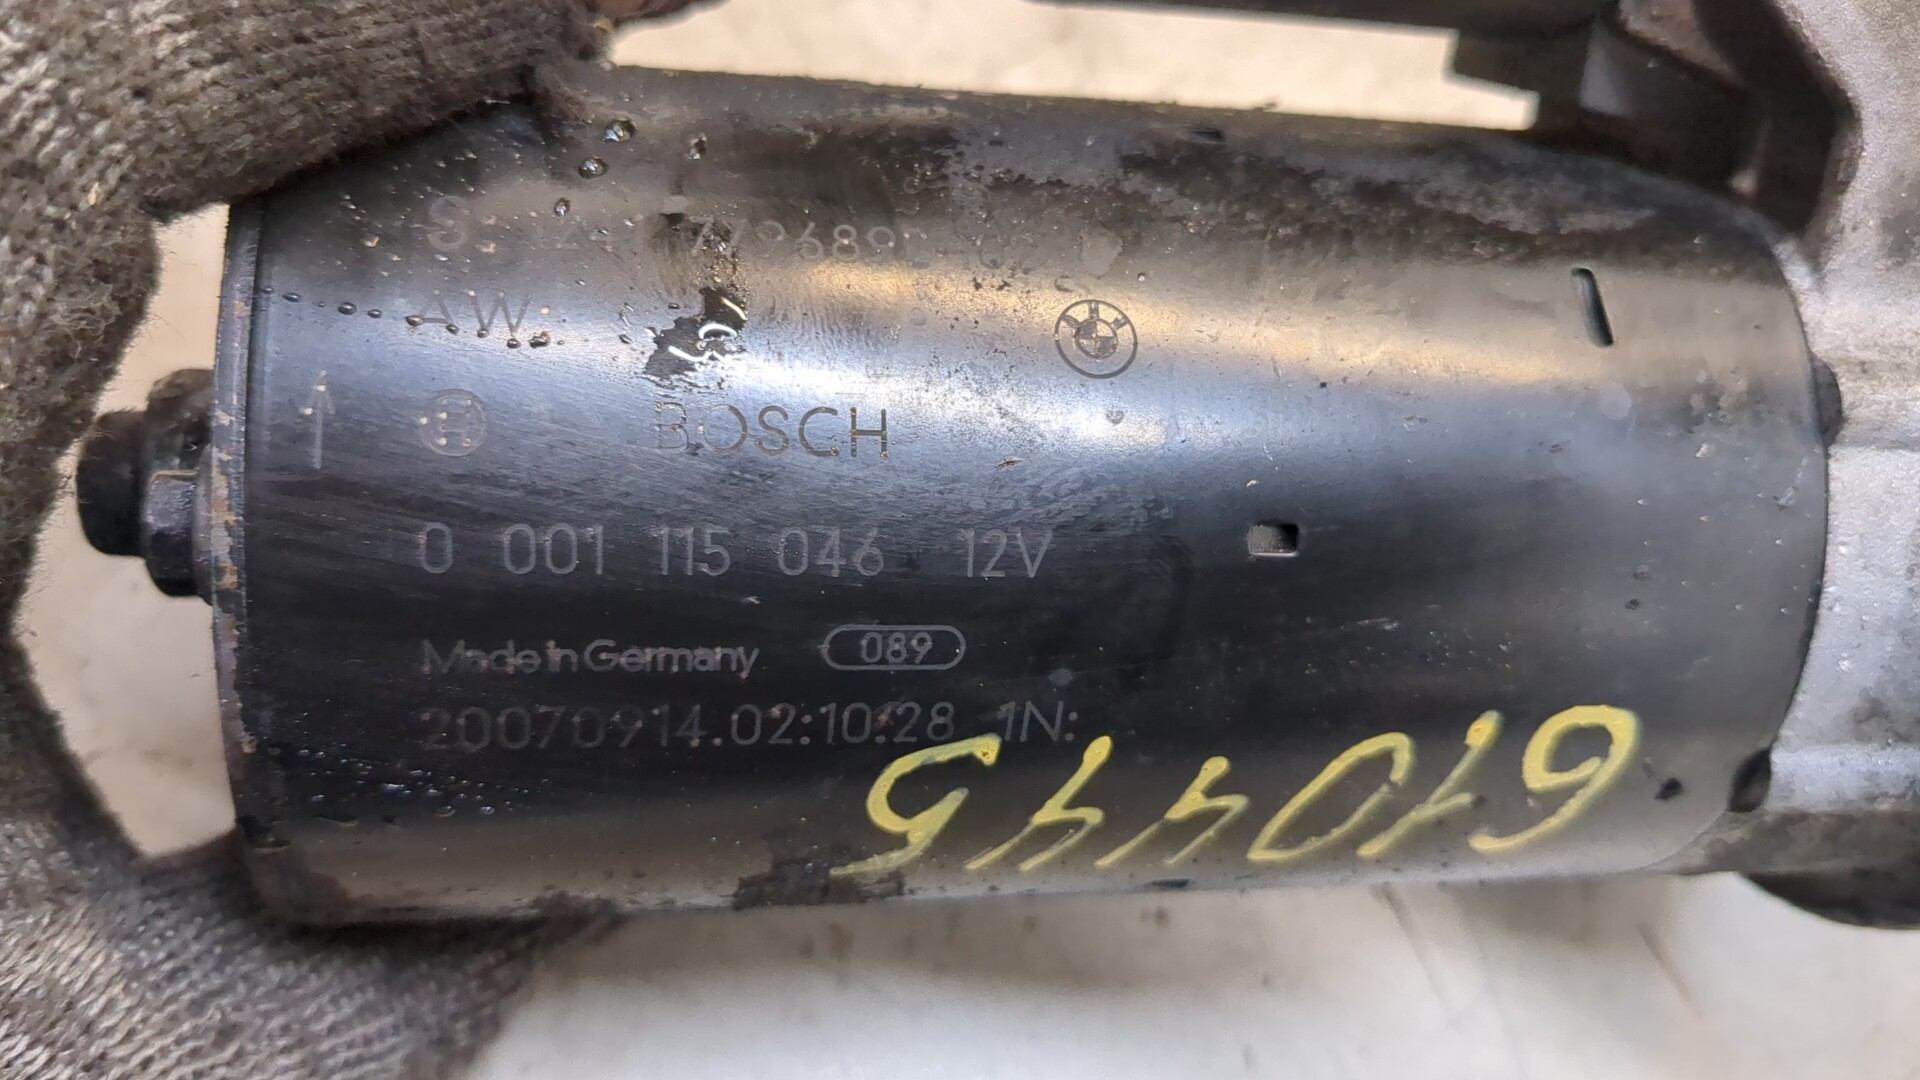 S
AW
BOSCH
0 001 115 046 12V
Made in Germany 089
20070914.02:10:28 1N:
610445